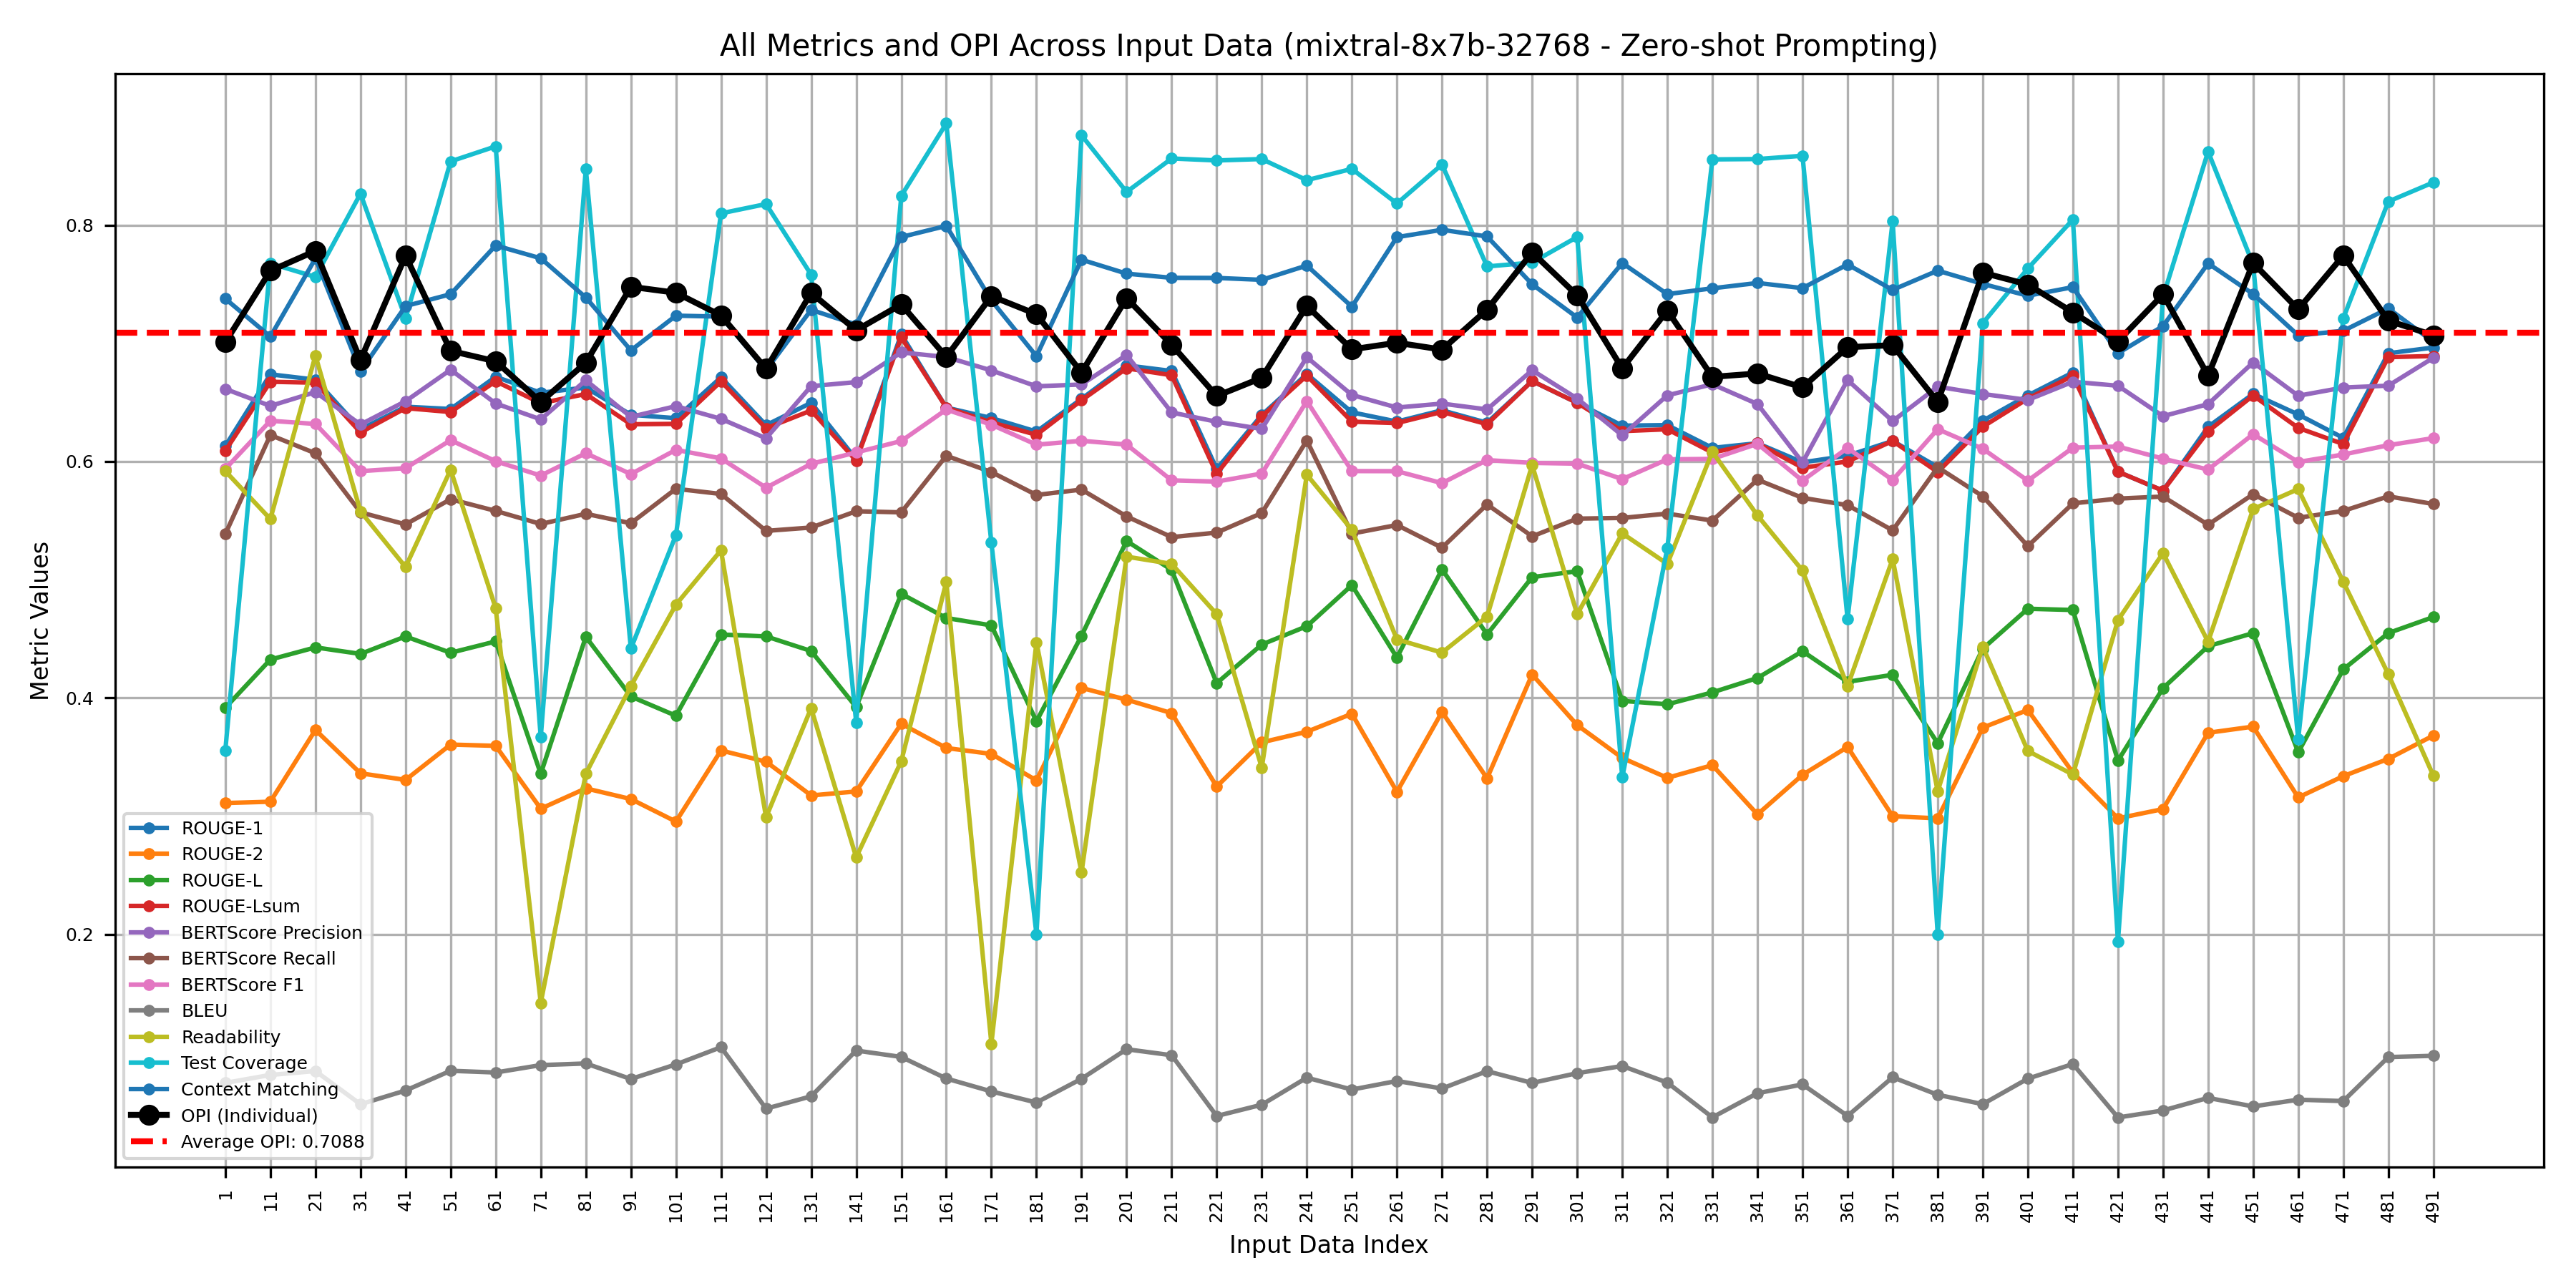 All Metrics and OPI Across Input Data (mixtral-8x7b-32768 - Zero-shot Prompting)
Metric Values
0.8
0.6
0.4
0.2
ROUGE-1
ROUGE-2
ROUGE-L
ROUGE-Lsum
BERTScore Precision
BERTScore Recall
BERTScore F1
BLEU
Readability
Test Coverage
Context Matching
OPI (Individual)
Average OPI: 0.7088
1 11 21 31 41 51 61 71 81 91 101 111 121 131 141 151 161 171 181 191 201 211 221 231 241 251 261 271 281 291 301 311 321 331 341 351 361 371 381 391 401 411 421 431 441 451 461 471 481 491
Input Data Index